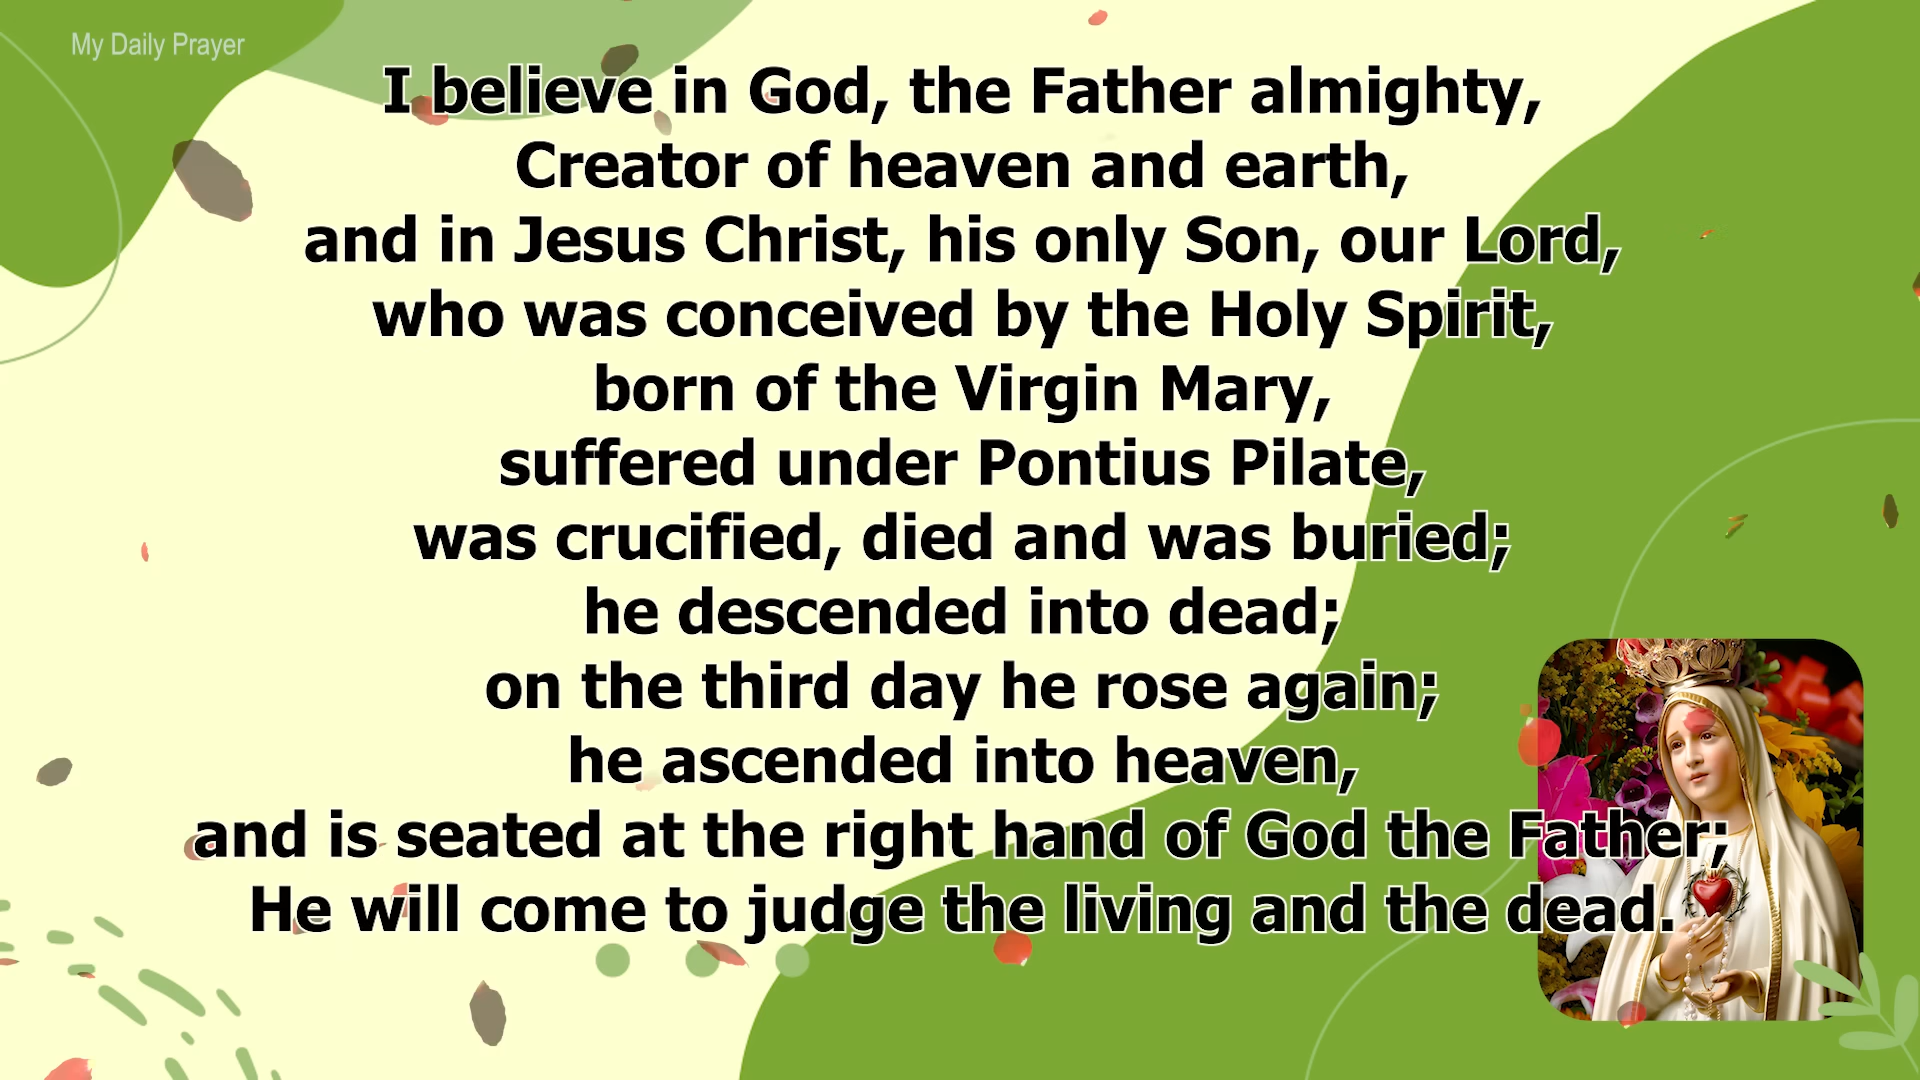 My Daily Prayer
I believe in God, the Father almighty,
Creator of heaven and earth,
and in Jesus Christ, his only Son, our Lord,
who was conceived by the Holy Spirit,
born of the Virgin Mary,
suffered under Pontius Pilate,
was crucified, died and was buried;
he descended into dead;
on the third day he rose again;
he ascended into heaven,
and is seated at the right hand of God the Father;
He will come to judge the living and the dead.